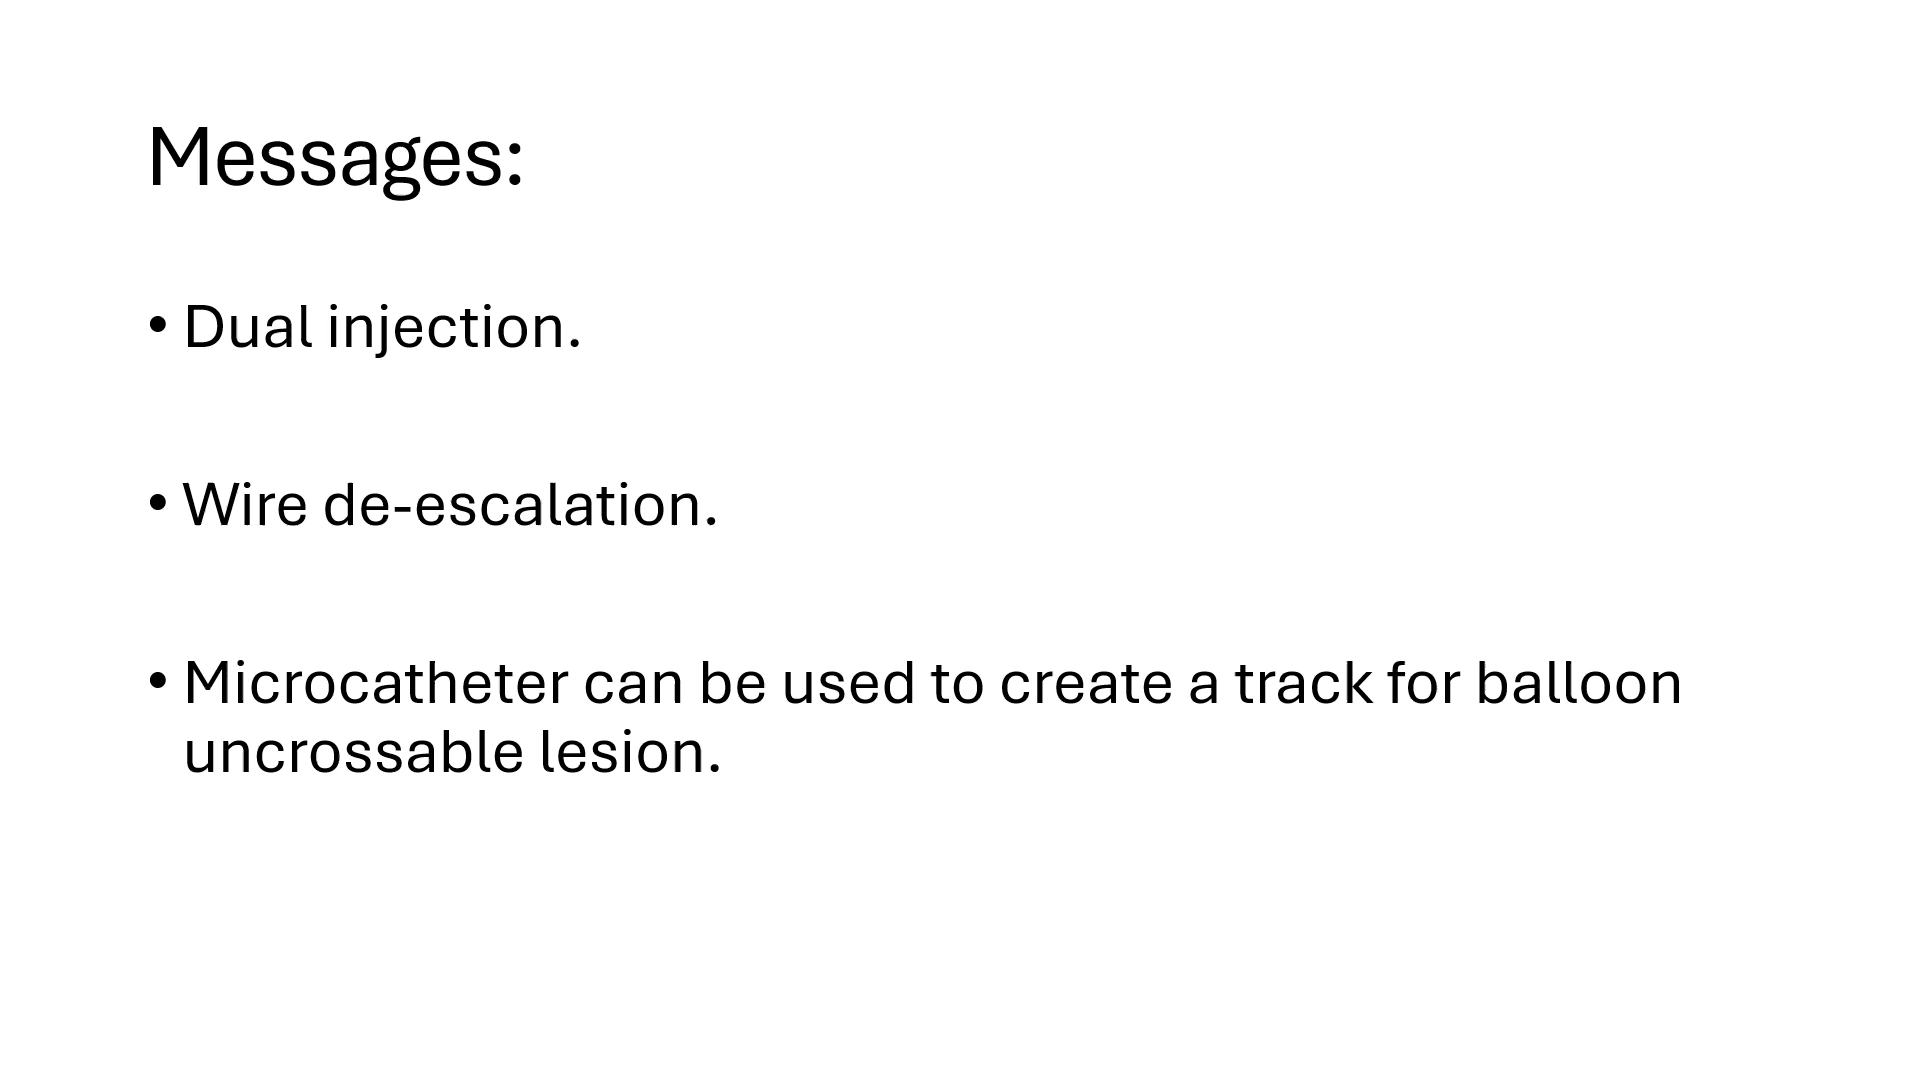 Messages:
• Dual injection.
• Wire de-escalation.
• Microcatheter can be used to create a track for balloon
uncrossable lesion.